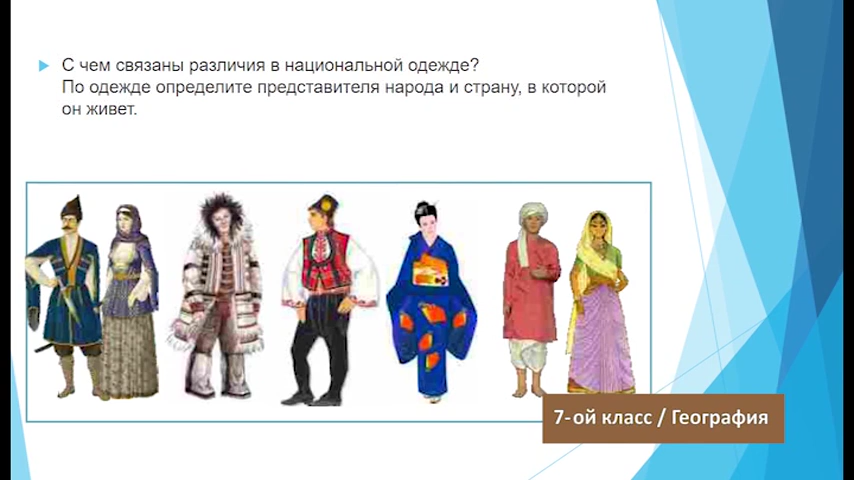 С чем связаны различия в национальной одежде?
По одежде определите представителя народа и страну, в которой
он живет.
7-ой класс / География